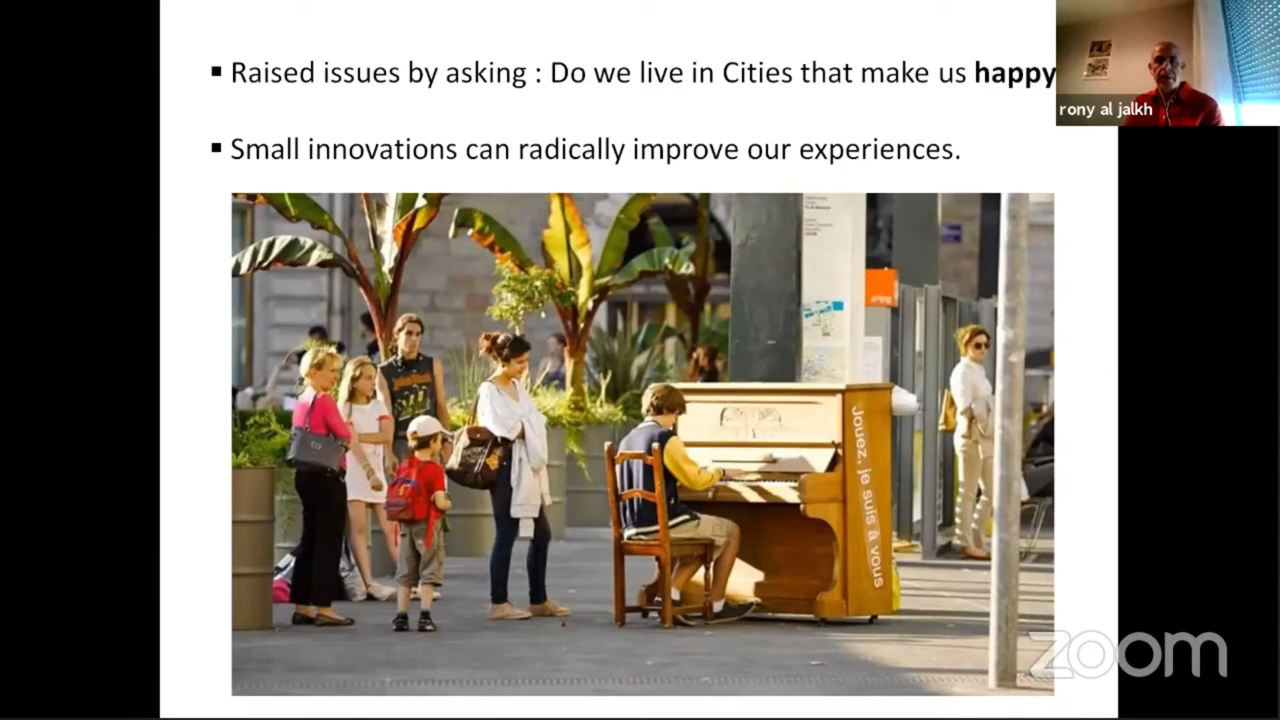 ▪ Raised issues by asking : Do we live in Cities that make us happy
▪ Small innovations can radically improve our experiences.
rony al jalkh
Jouez, je suis à vous
zoom